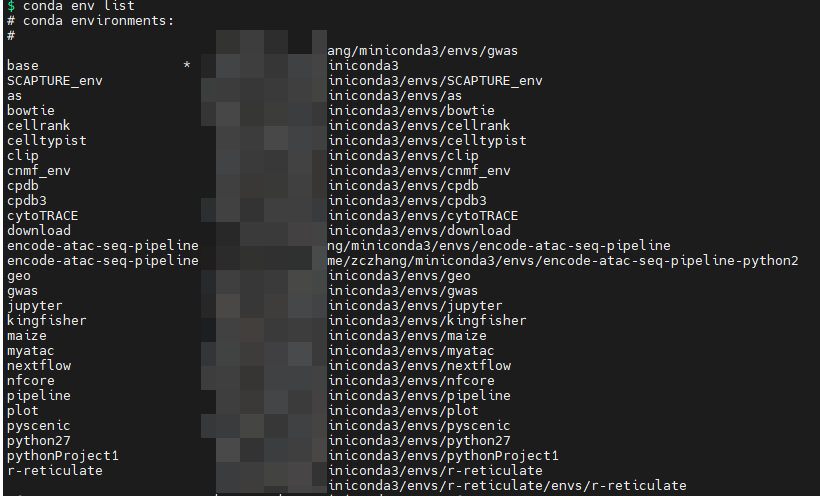 $ conda env list
# conda environments:
#
ang/miniconda3/envs/gwas
base * iniconda3
SCAPTURE_env iniconda3/envs/SCAPTURE_env
as iniconda3/envs/as
bowtie iniconda3/envs/bowtie
cellrank iniconda3/envs/cellrank
celltypist iniconda3/envs/celltypist
clip iniconda3/envs/clip
cnmf_env iniconda3/envs/cnmf_env
cpdb iniconda3/envs/cpdb
cpdb3 iniconda3/envs/cpdb3
cytoTRACE iniconda3/envs/cytoTRACE
download iniconda3/envs/download
encode-atac-seq-pipeline ng/miniconda3/envs/encode-atac-seq-pipeline
encode-atac-seq-pipeline me/zczhang/miniconda3/envs/encode-atac-seq-pipeline-python2
geo iniconda3/envs/geo
gwas iniconda3/envs/gwas
jupyter iniconda3/envs/jupyter
kingfisher iniconda3/envs/kingfisher
maize iniconda3/envs/maize
myatac iniconda3/envs/myatac
nextflow iniconda3/envs/nextflow
nfcore iniconda3/envs/nfcore
pipeline iniconda3/envs/pipeline
plot iniconda3/envs/plot
pyscenic iniconda3/envs/pyscenic
python27 iniconda3/envs/python27
pythonProject1 iniconda3/envs/pythonProject1
r-reticulate iniconda3/envs/r-reticulate
iniconda3/envs/r-reticulate/envs/r-reticulate